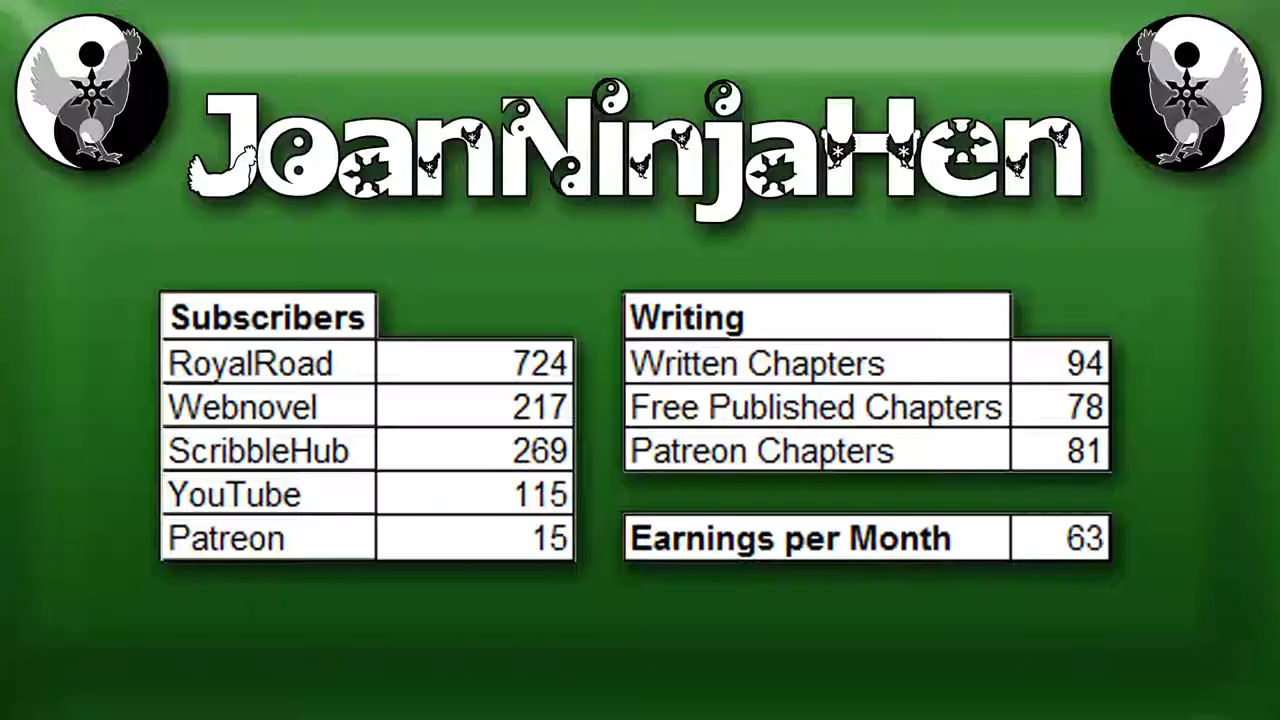 JoanNinjaHen
Subscribers
RoyalRoad 724
Webnovel 217
ScribbleHub 269
YouTube 115
Patreon 15
Writing
Written Chapters 94
Free Published Chapters 78
Patreon Chapters 81
Earnings per Month 63